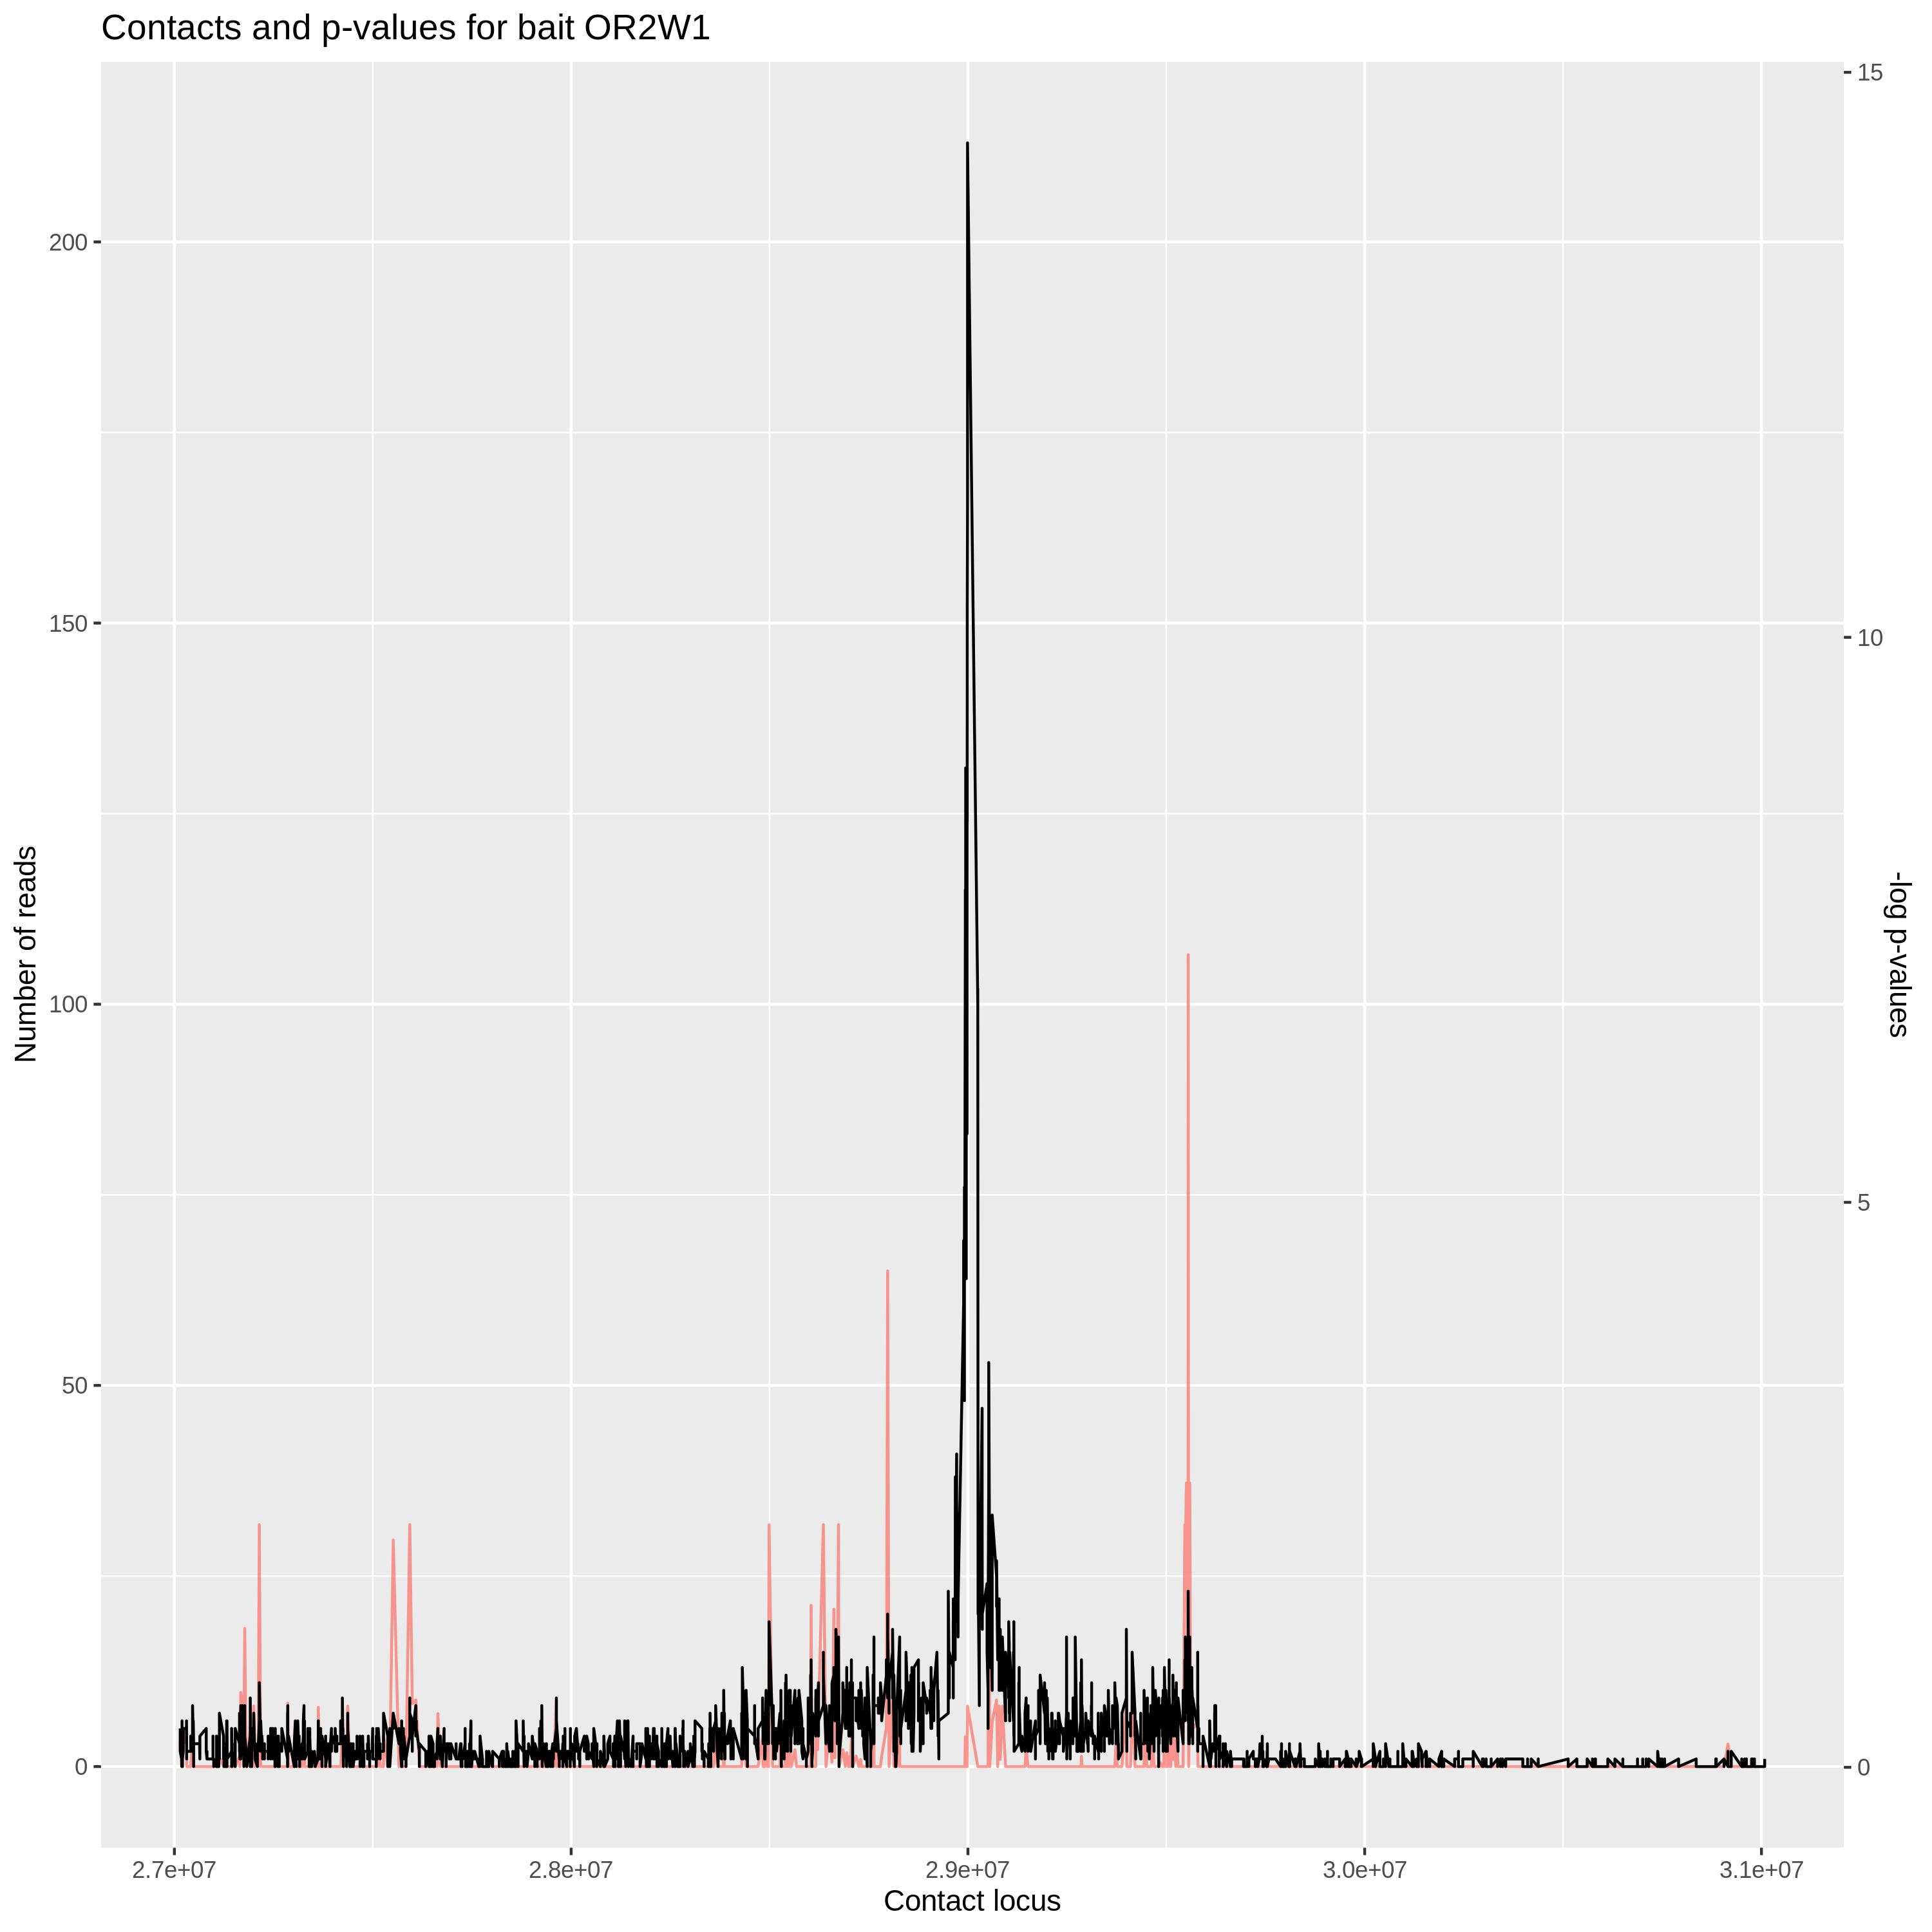 Contacts and p-values for bait OR2W1
15
200
150
10
Number of reads
-log p-values
100
5
50
0
0
2.7e+07
2.8e+07
2.9e+07
3.0e+07
3.1e+07
Contact locus